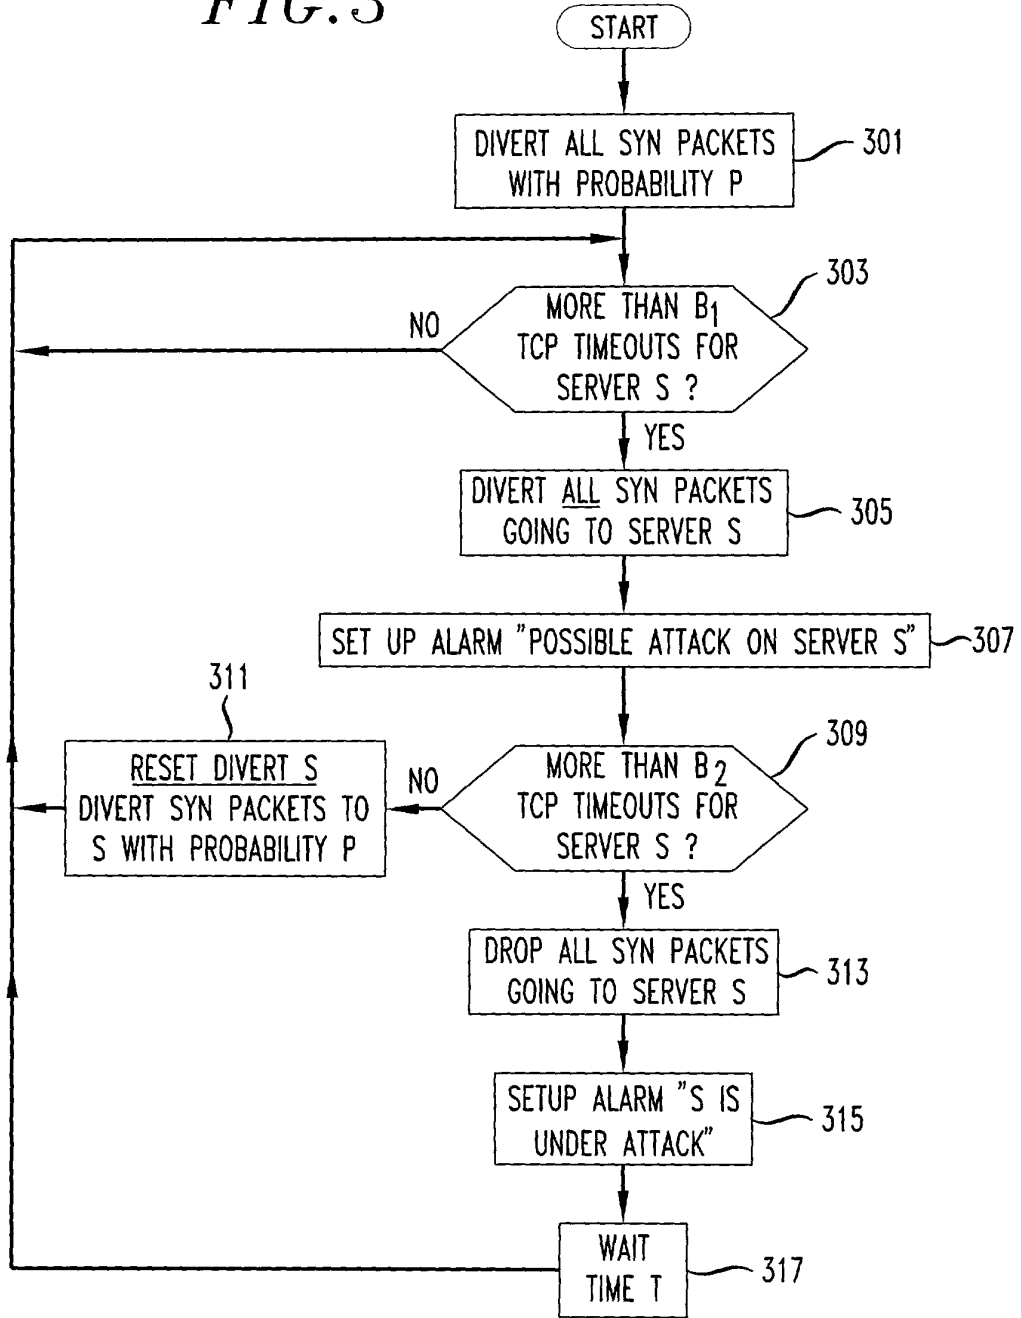 FIG. 3
START
DIVERT ALL SYN PACKETS
WITH PROBABILITY P
301
303
MORE THAN B1
TCP TIMEOUTS FOR
SERVER S ?
NO
YES
DIVERT ALL SYN PACKETS
GOING TO SERVER S
305
SET UP ALARM "POSSIBLE ATTACK ON SERVER S"
307
309
MORE THAN B2
TCP TIMEOUTS FOR
SERVER S ?
NO
311
RESET DIVERT S
DIVERT SYN PACKETS TO
S WITH PROBABILITY P
YES
DROP ALL SYN PACKETS
GOING TO SERVER S
313
SETUP ALARM "S IS
UNDER ATTACK"
315
WAIT
TIME T
317